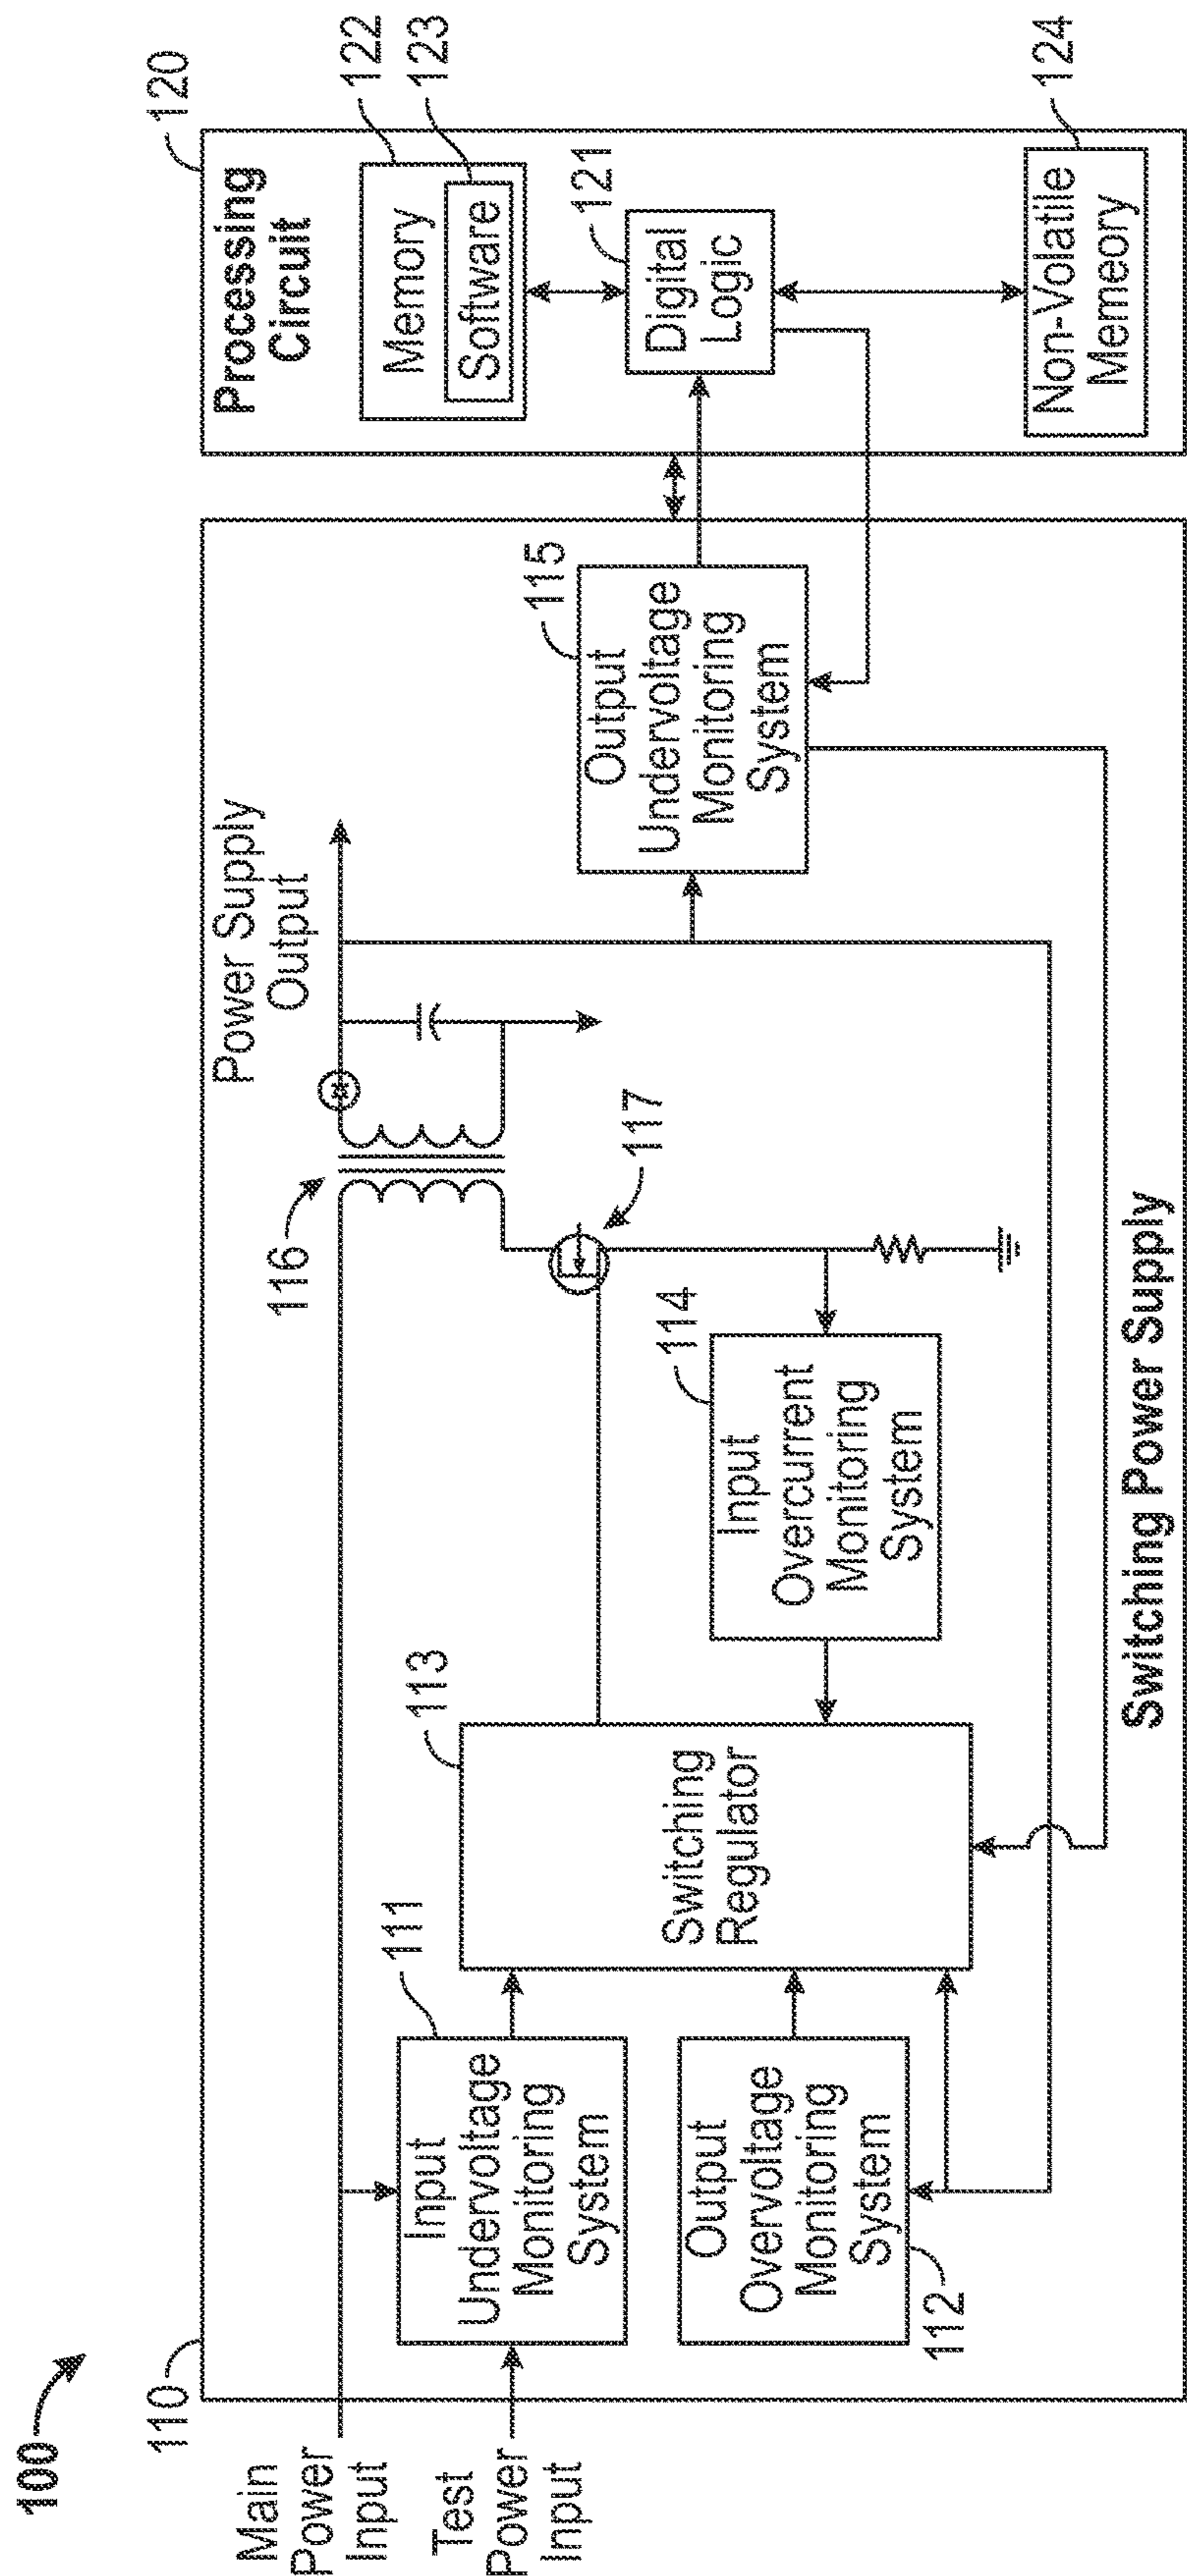 100
110
120
Processing
Circuit
122
Memory
123
Software
121
Digital
Logic
124
Non-Volatile
Memeory
Power Supply
Output
115
Output
Undervoltage
Monitoring
System
116
117
114
Input
Overcurrent
Monitoring
System
113
Switching
Regulator
111
Input
Undervoltage
Monitoring
System
Output
Overvoltage
Monitoring
System
112
Main
Power
Input
Test
Power
Input
Switching Power Supply